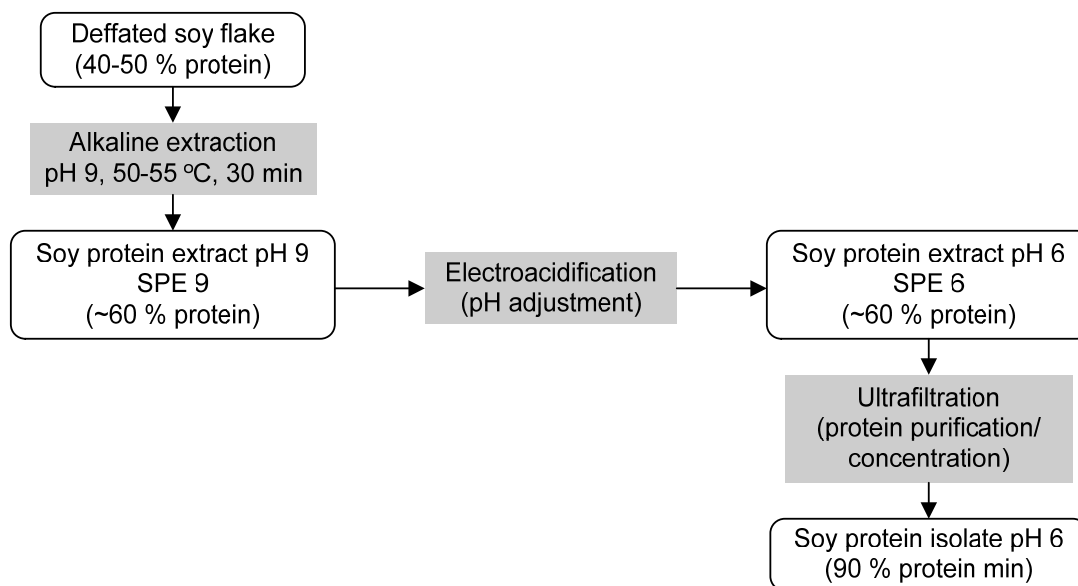 Deffated soy flake
(40-50 % protein)
Alkaline extraction
pH 9, 50-55 ºC, 30 min
Soy protein extract pH 9
SPE 9
(~60 % protein)
Electroacidification
(pH adjustment)
Soy protein extract pH 6
SPE 6
(~60 % protein)
Ultrafiltration
(protein purification/
concentration)
Soy protein isolate pH 6
(90 % protein min)